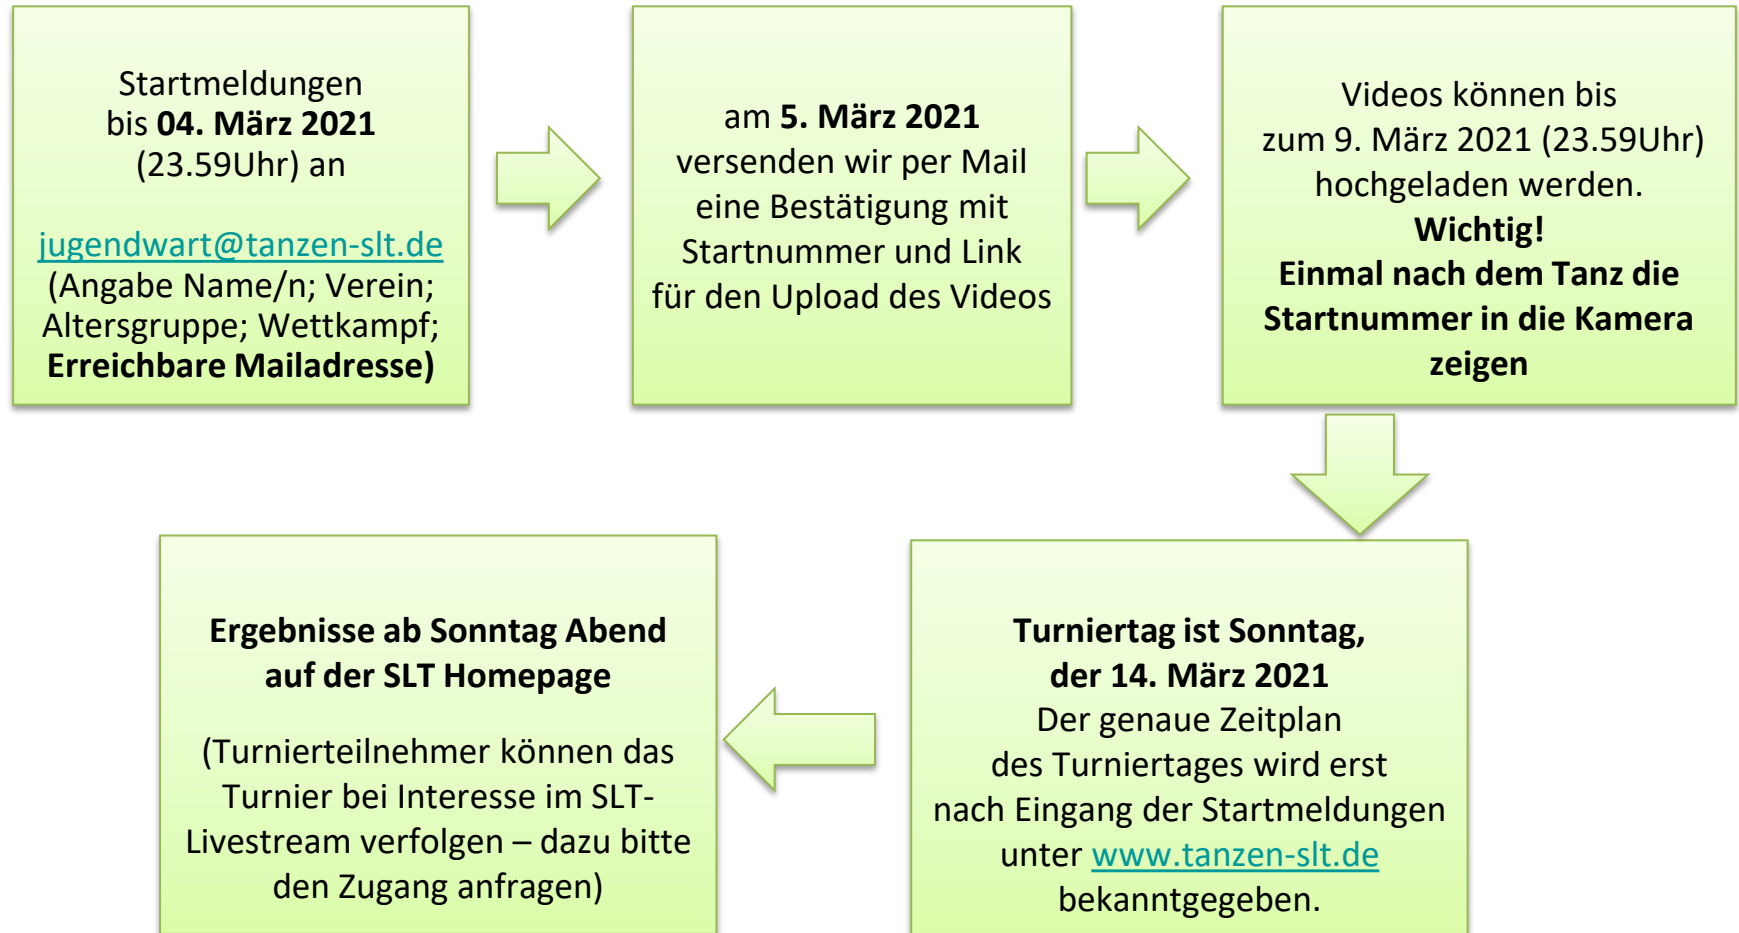 Startmeldungen
bis 04. März 2021
(23.59Uhr) an
jugendwart@tanzen-slt.de
(Angabe Name/n; Verein;
Altersgruppe; Wettkampf;
Erreichbare Mailadresse)
am 5. März 2021
versenden wir per Mail
eine Bestätigung mit
Startnummer und Link
für den Upload des Videos
Videos können bis
zum 9. März 2021 (23.59Uhr)
hochgeladen werden.
Wichtig!
Einmal nach dem Tanz die
Startnummer in die Kamera
zeigen
Turniertag ist Sonntag,
der 14. März 2021
Der genaue Zeitplan
des Turniertages wird erst
nach Eingang der Startmeldungen
unter www.tanzen-slt.de
bekanntgegeben.
Ergebnisse ab Sonntag Abend
auf der SLT Homepage
(Turnierteilnehmer können das
Turnier bei Interesse im SLT-
Livestream verfolgen – dazu bitte
den Zugang anfragen)